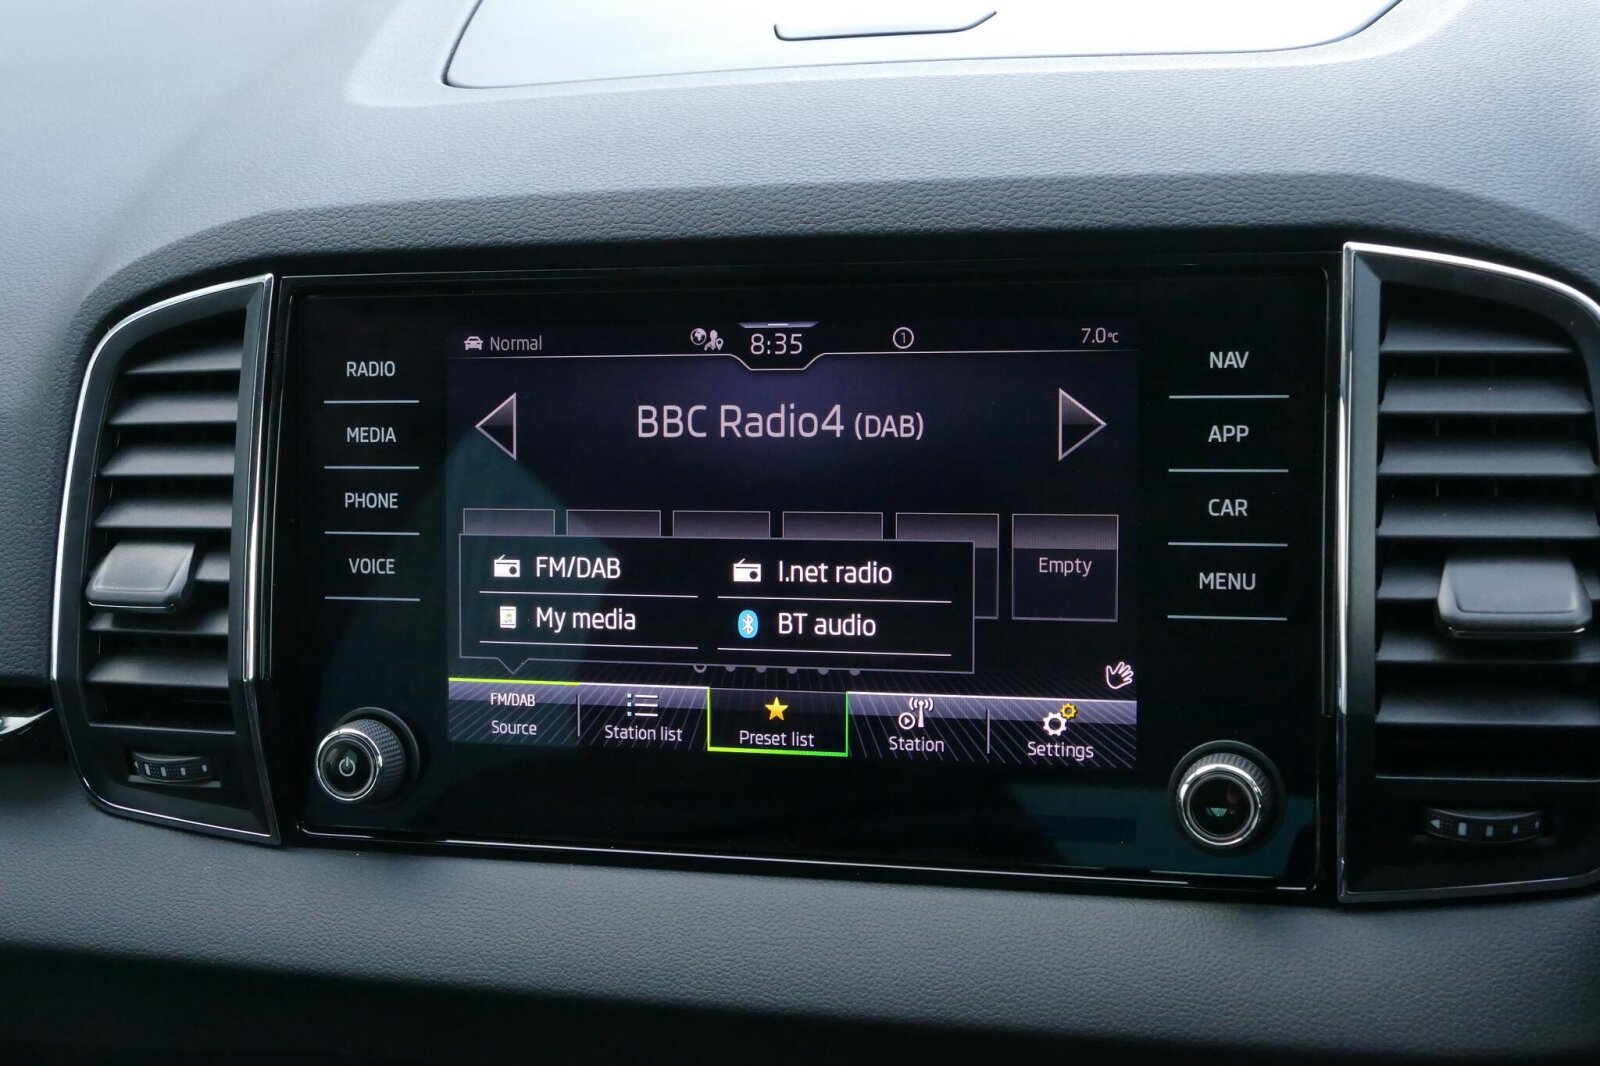 Normal
8:35
1
7.0°C
RADIO
MEDIA
PHONE
VOICE
BBC Radio4 (DAB)
Empty
FM/DAB
I.net radio
My media
BT audio
FM/DAB
Source
Station list
Preset list
Station
Settings
NAV
APP
CAR
MENU